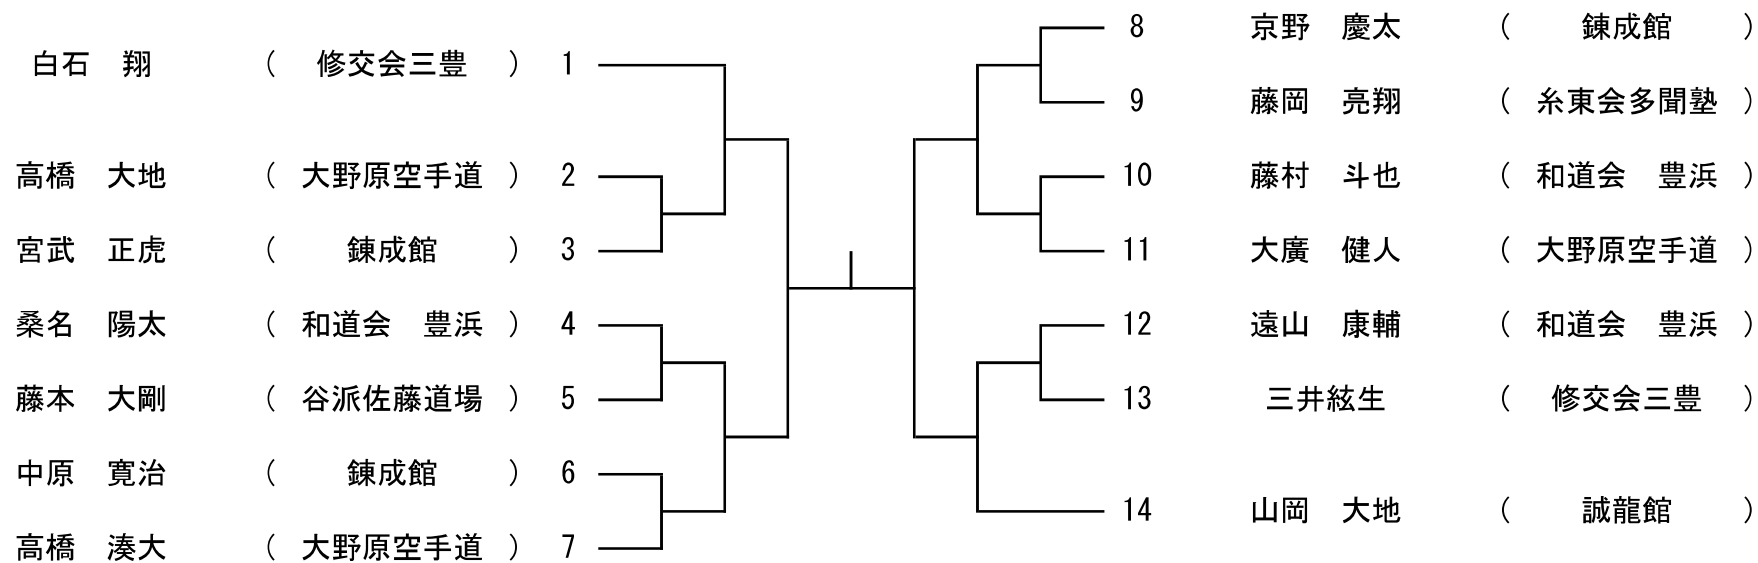 白石　翔 （ 修交会三豊 ） 1
高橋　大地 （ 大野原空手道 ） 2
宮武　正虎 （ 錬成館 ） 3
桑名　陽太 （ 和道会　豊浜 ） 4
藤本　大剛 （ 谷派佐藤道場 ） 5
中原　寛治 （ 錬成館 ） 6
高橋　湊大 （ 大野原空手道 ） 7
8 京野　慶太 （ 錬成館 ）
9 藤岡　亮翔 （ 糸東会多聞塾 ）
10 藤村　斗也 （ 和道会　豊浜 ）
11 大廣　健人 （ 大野原空手道 ）
12 遠山　康輔 （ 和道会　豊浜 ）
13 三井絃生 （ 修交会三豊 ）
14 山岡　大地 （ 誠龍館 ）